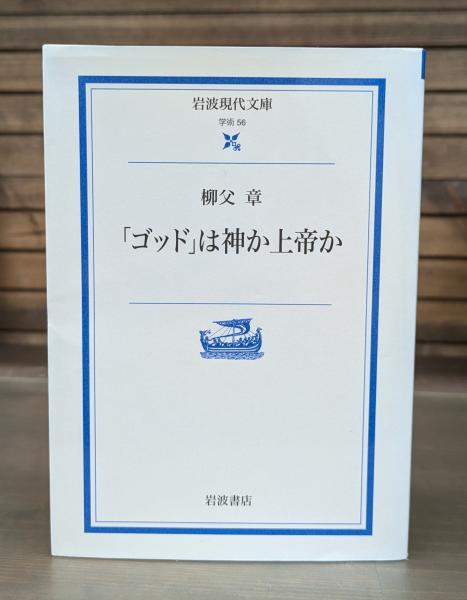 岩波現代文庫
学術 56
柳父 章
「ゴッド」は神か上帝か
岩波書店